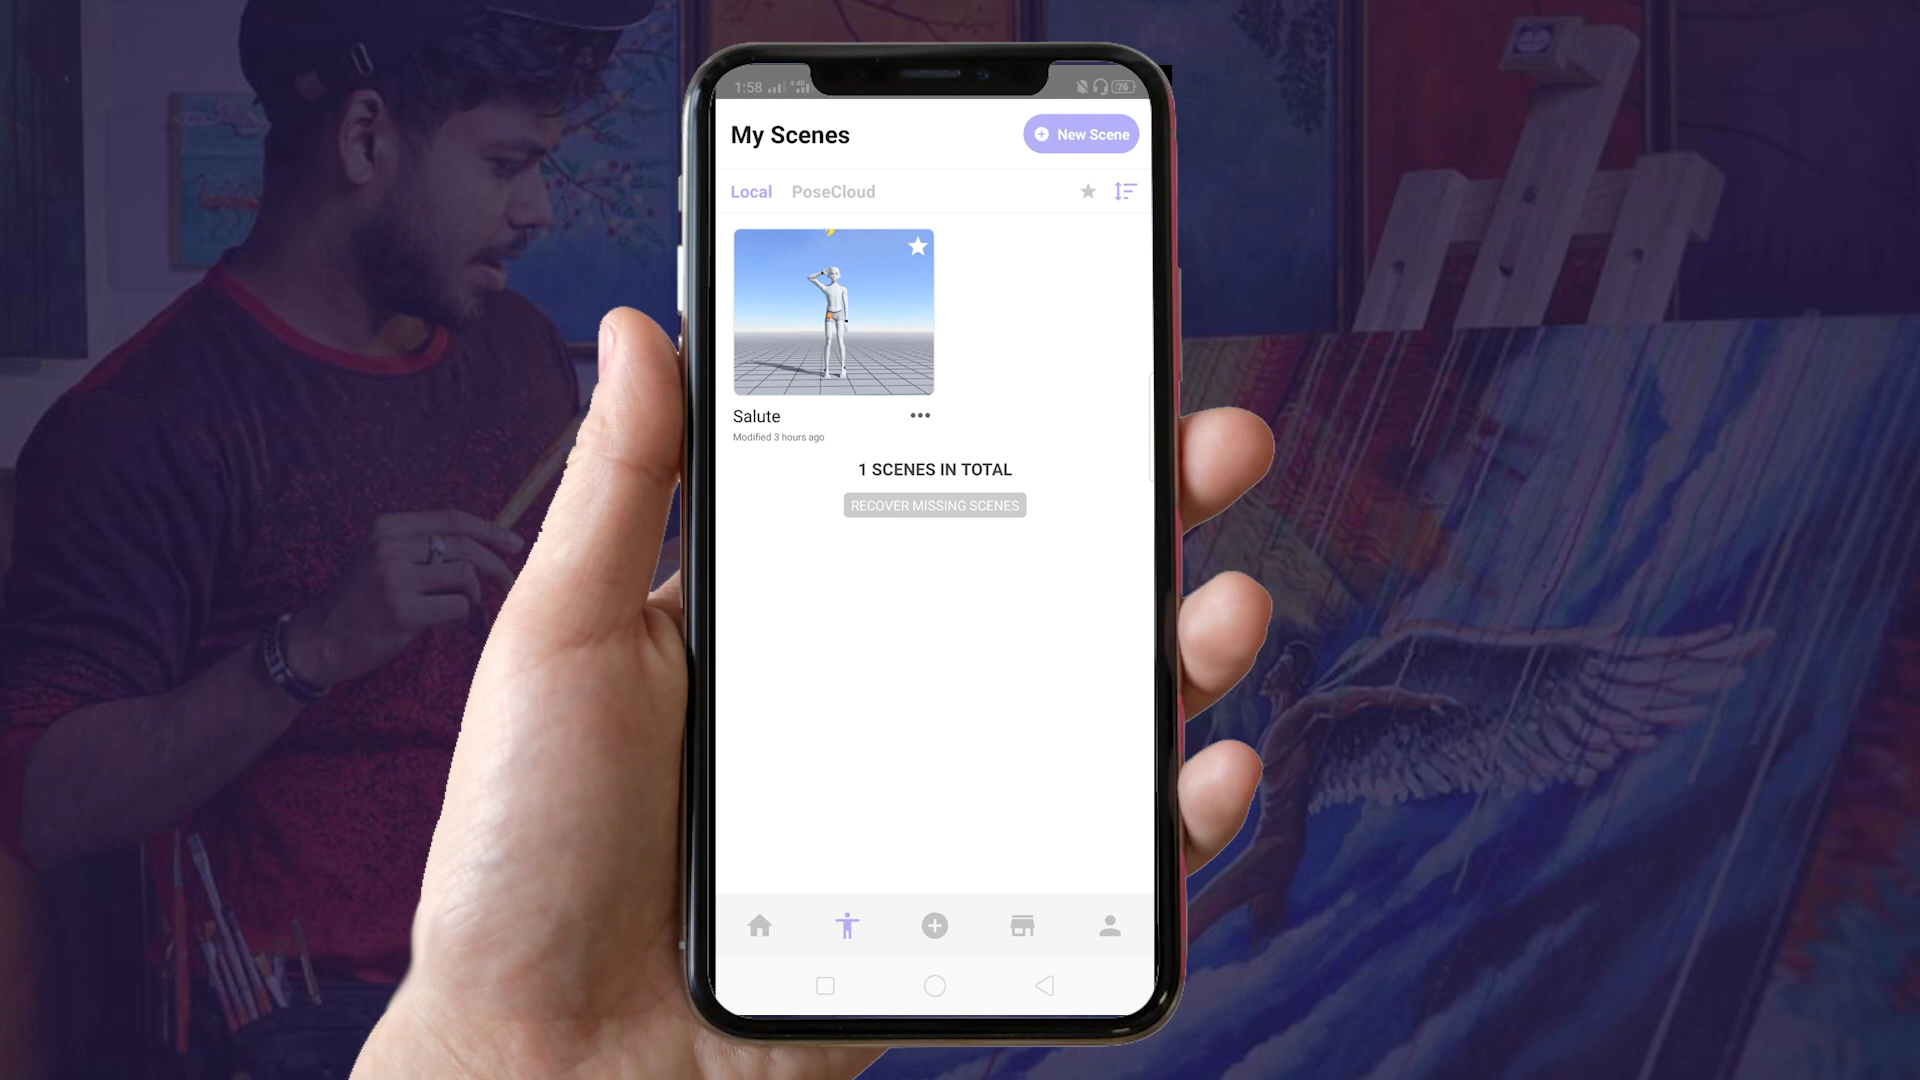 1:58
76
My Scenes
New Scene
Local PoseCloud
Salute
Modified 3 hours ago
1 SCENES IN TOTAL
RECOVER MISSING SCENES